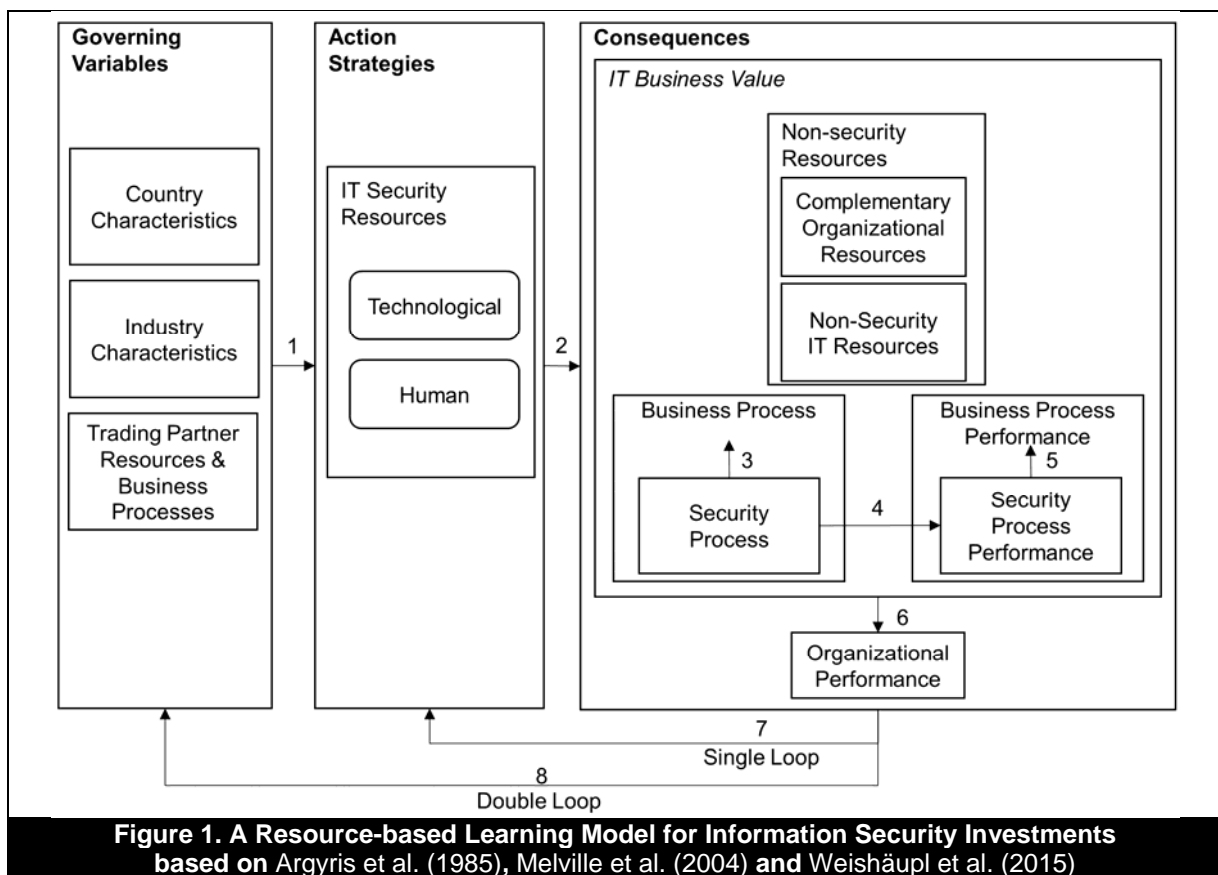 Governing
Variables
Country
Characteristics
Industry
Characteristics
Trading Partner
Resources &
Business
Processes
1
Action
Strategies
IT Security
Resources
Technological
Human
2
Consequences
IT Business Value
Non-security
Resources
Complementary
Organizational
Resources
Non-Security
IT Resources
Business Process
3
Security
Process
4
Business Process
Performance
5
Security
Process
Performance
6
Organizational
Performance
7
Single Loop
8
Double Loop
Figure 1. A Resource-based Learning Model for Information Security Investments
based on Argyris et al. (1985), Melville et al. (2004) and Weishäupl et al. (2015)